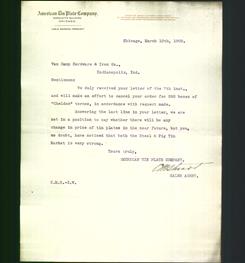 American Tin Plate Company,
CHICAGO.
Chicago, March 12th, 1902.
Van Camp Hardware & Iron Co.,
Indianapolis, Ind.
Gentlemen:
We duly received your letter of the 7th inst.,
and will make an effort to cancel your order for 250 boxes of
"Cheldon" ternes, in accordance with request made.
Answering the last line in your letter, we are
not in a position to say whether there will be any
change in price of tin plates in the near future, but you,
no doubt, have noticed that both the Steel & Pig Tin
Market is very strong.
Yours truly,
AMERICAN TIN PLATE COMPANY,
SALES AGENT.